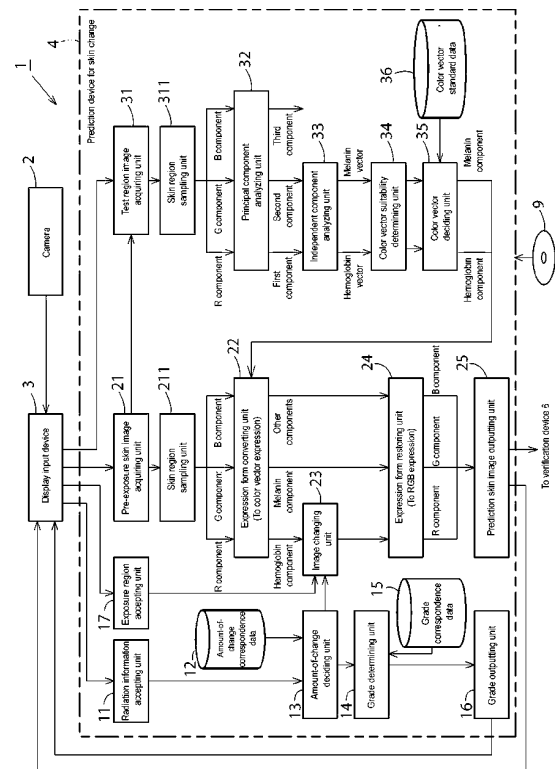 1
Camera
2
Display input device
3
Prediction device for skin change
4
Radiation information
accepting unit
11
Exposure region
accepting unit
17
Pre-exposure skin image
acquiring unit
21
Test region image
acquiring unit
31
Skin region
sampling unit
211
Skin region
sampling unit
311
R component
G component
B component
R component
G component
B component
Expression form converting unit
(To color vector expression)
22
Principal component
analyzing unit
32
First component
Second component
Third component
Independent component
analyzing unit
33
Hemoglobin vector
Melanin vector
Color vector suitability
determining unit
34
Color vector
deciding unit
35
Color vector
standard data
36
Hemoglobin
component
Melanin
component
Hemoglobin
component
Melanin
component
Other
components
Amount-of-
change
correspondence
data
12
Image changing
unit
23
Amount-of-change
deciding unit
13
Grade determining unit
14
Grade
correspondence
data
15
Expression form restoring unit
(To RGB expression)
24
R component
G component
B component
Grade outputting unit
16
Prediction skin image outputting unit
25
To verification device 6
9